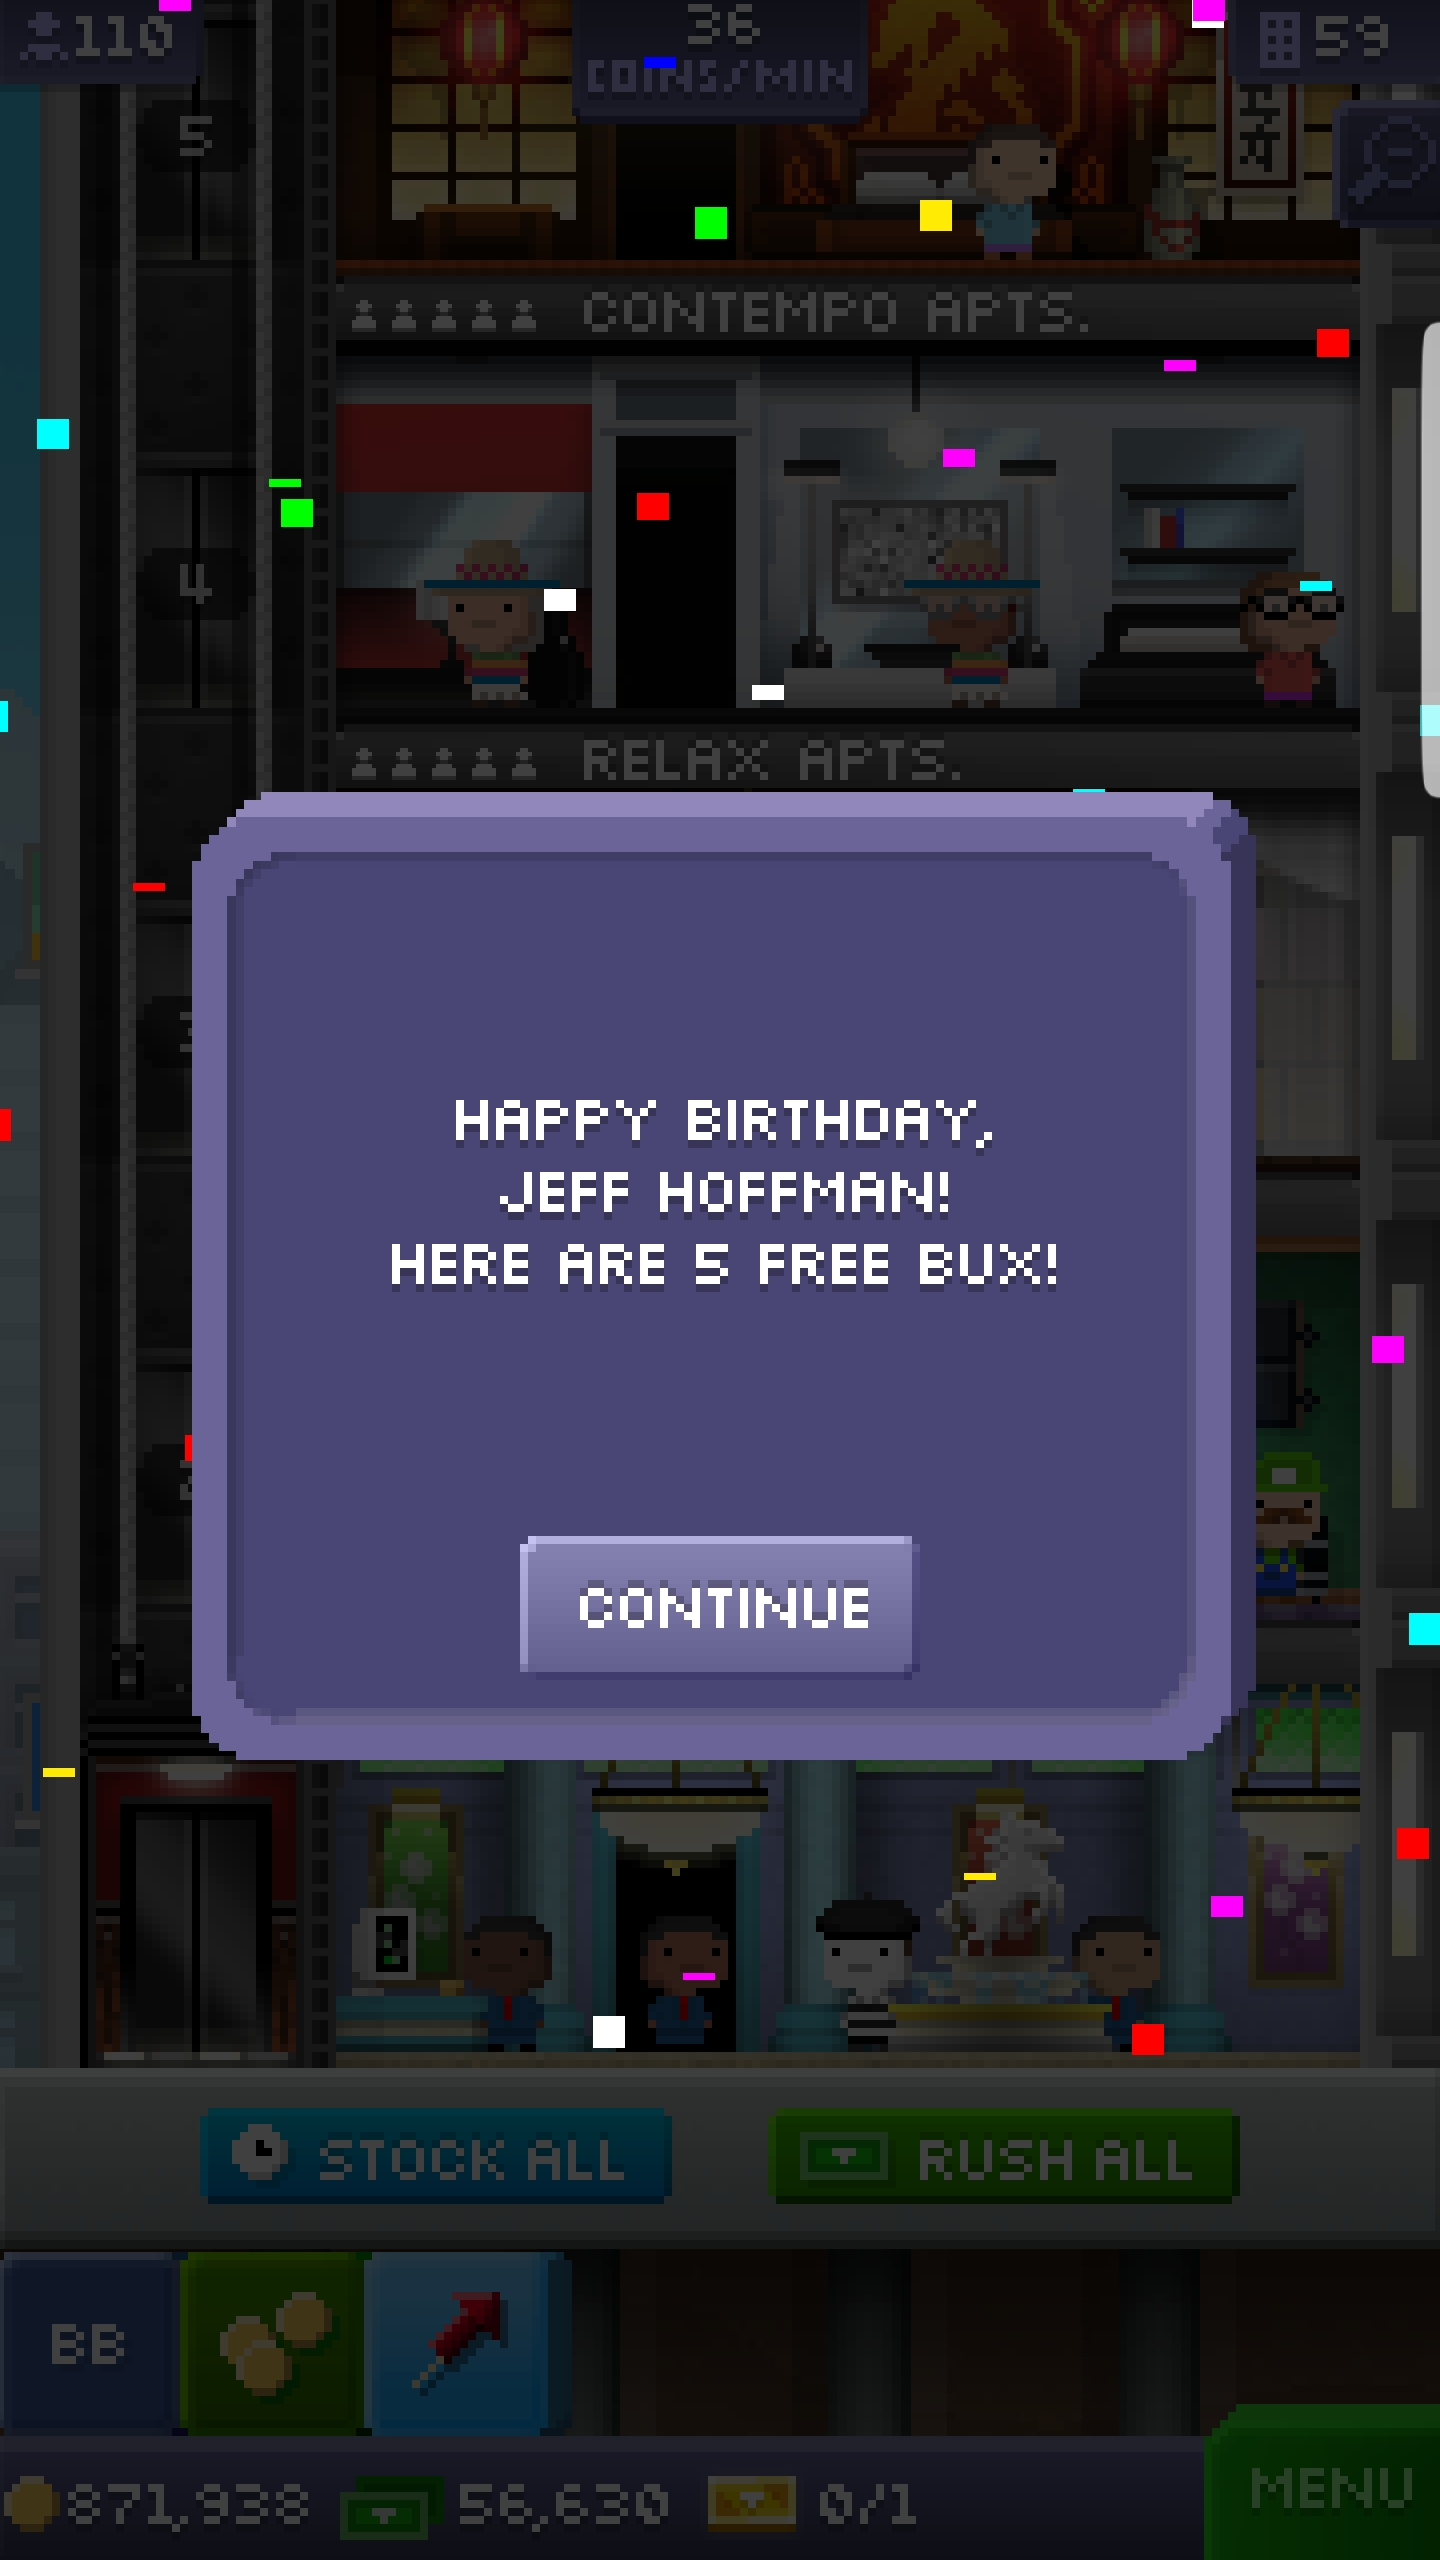 110
36
COINS/MIN
59
5
CONTEMPO APTS.
4
RELAX APTS.
HAPPY BIRTHDAY,
JEFF HOFFMAN!
HERE ARE 5 FREE BUX!
CONTINUE
STOCK ALL
RUSH ALL
BB
871,938
56,630
0/1
MENU